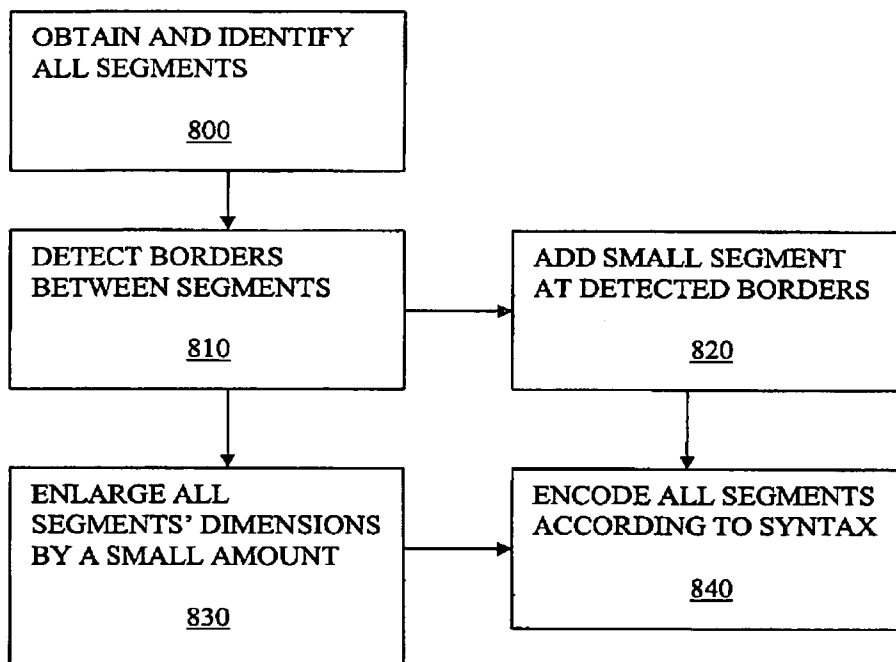 OBTAIN AND IDENTIFY
ALL SEGMENTS
800
DETECT BORDERS
BETWEEN SEGMENTS
810
ADD SMALL SEGMENT
AT DETECTED BORDERS
820
ENLARGE ALL
SEGMENTS’ DIMENSIONS
BY A SMALL AMOUNT
830
ENCODE ALL SEGMENTS
ACCORDING TO SYNTAX
840